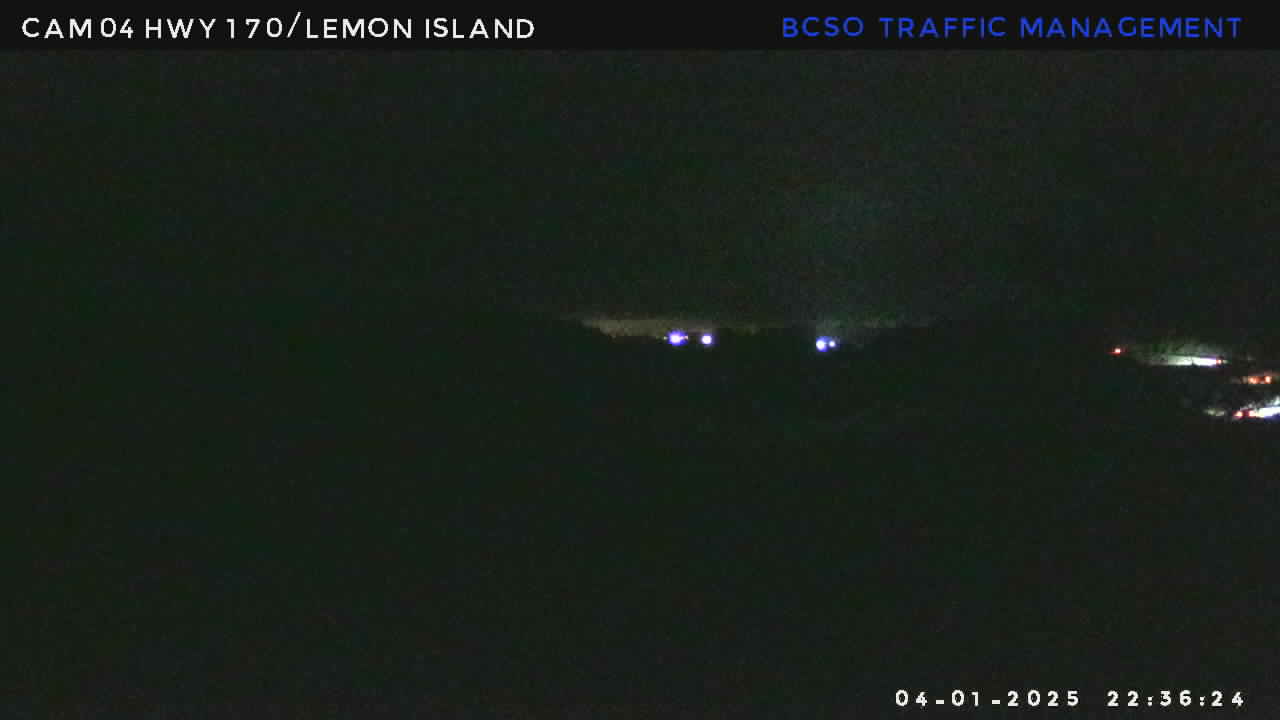 CAM04 HWY 170/LEMON ISLAND
BCSO TRAFFIC MANAGEMENT
04-01-2025 22:36:24